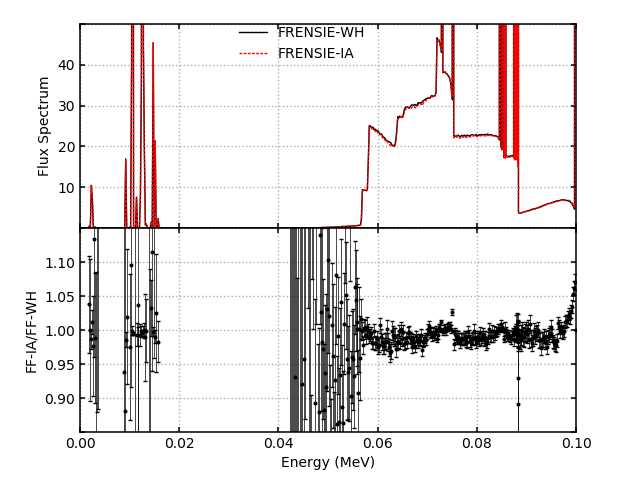 FRENSIE-WH
FRENSIE-IA
Flux Spectrum
40
30
20
10
FF-IA/FF-WH
1.10
1.05
1.00
0.95
0.90
0.00 0.02 0.04 0.06 0.08 0.10
Energy (MeV)